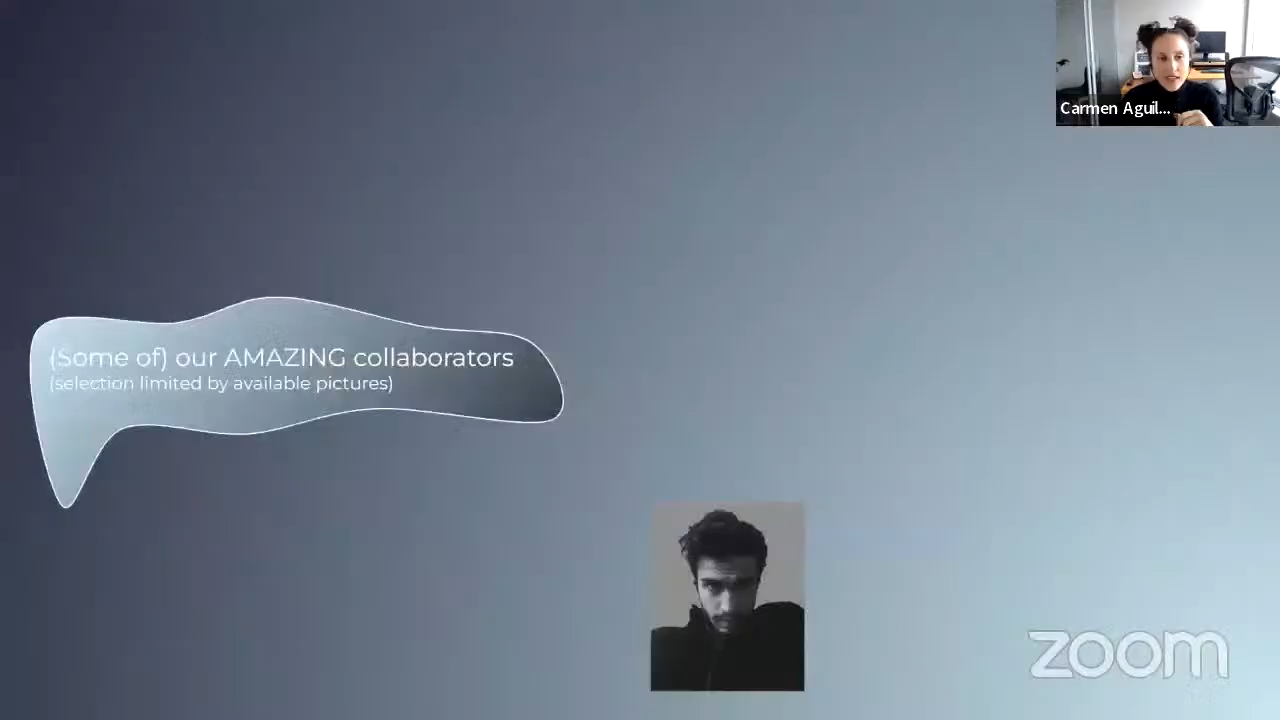 Carmen Aguil...
(Some of) our AMAZING collaborators
(selection limited by available pictures)
zoom